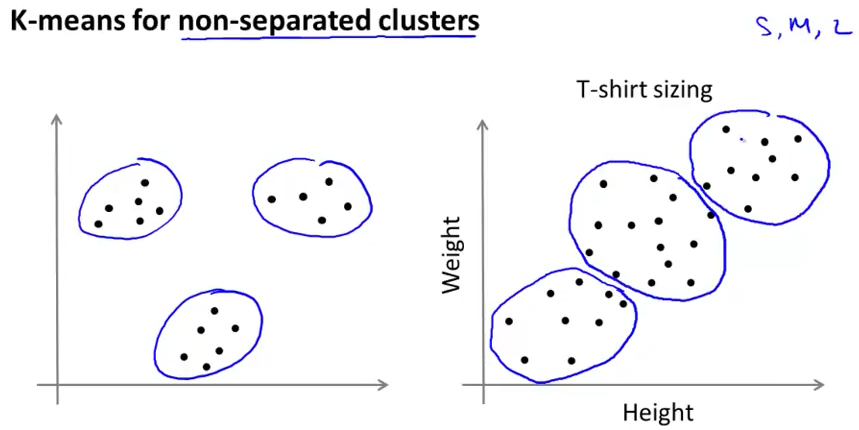 K-means for non-separated clusters
S, M, L
T-shirt sizing
Weight
Height